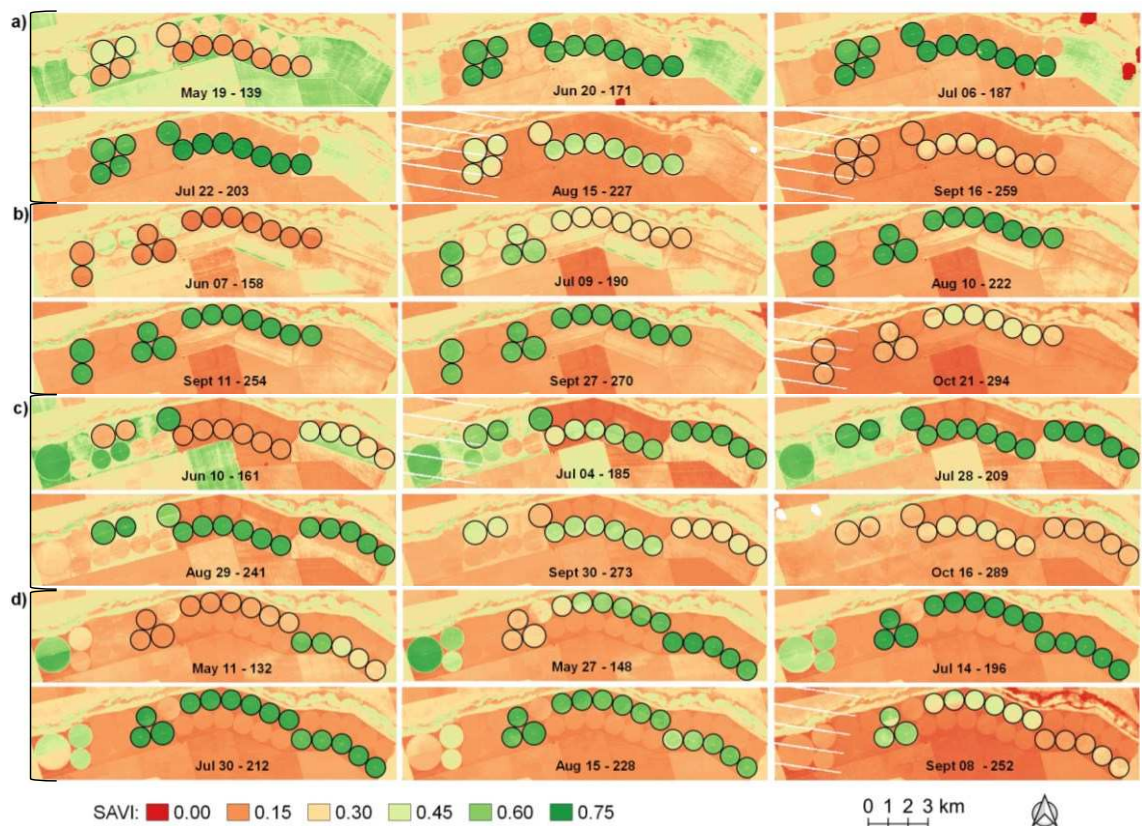 a)
May 19 - 139
Jun 20 - 171
Jul 06 - 187
Jul 22 - 203
Aug 15 - 227
Sept 16 - 259
b)
Jun 07 - 158
Jul 09 - 190
Aug 10 - 222
Sept 11 - 254
Sept 27 - 270
Oct 21 - 294
c)
Jun 10 - 161
Jul 04 - 185
Jul 28 - 209
Aug 29 - 241
Sept 30 - 273
Oct 16 - 289
d)
May 11 - 132
May 27 - 148
Jul 14 - 196
Jul 30 - 212
Aug 15 - 228
Sept 08 - 252
SAVI: 0.00 0.15 0.30 0.45 0.60 0.75
0 1 2 3 km